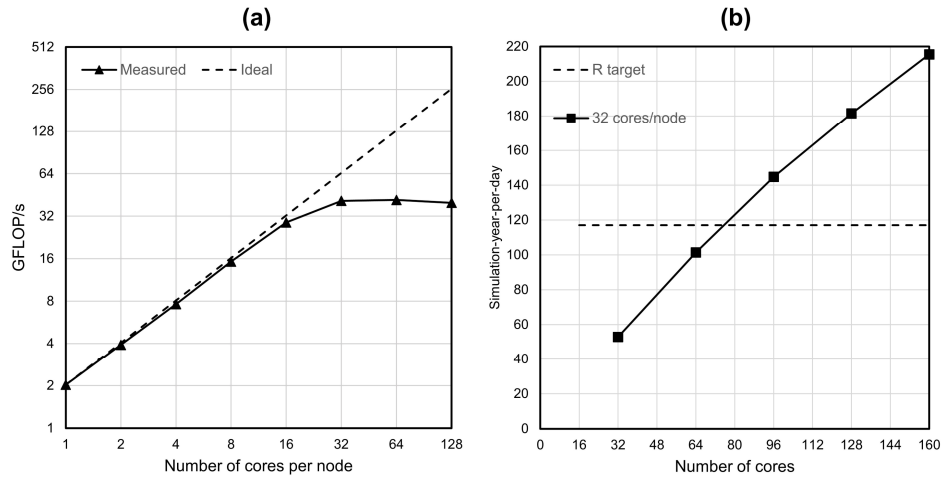 (a)
512
256
128
64
32
16
8
4
2
1
GFLOP/s
Measured
Ideal
1 2 4 8 16 32 64 128
Number of cores per node
(b)
220
200
180
160
140
120
100
80
60
40
20
0
Simulation-year-per-day
R target
32 cores/node
0 16 32 48 64 80 96 112 128 144 160
Number of cores